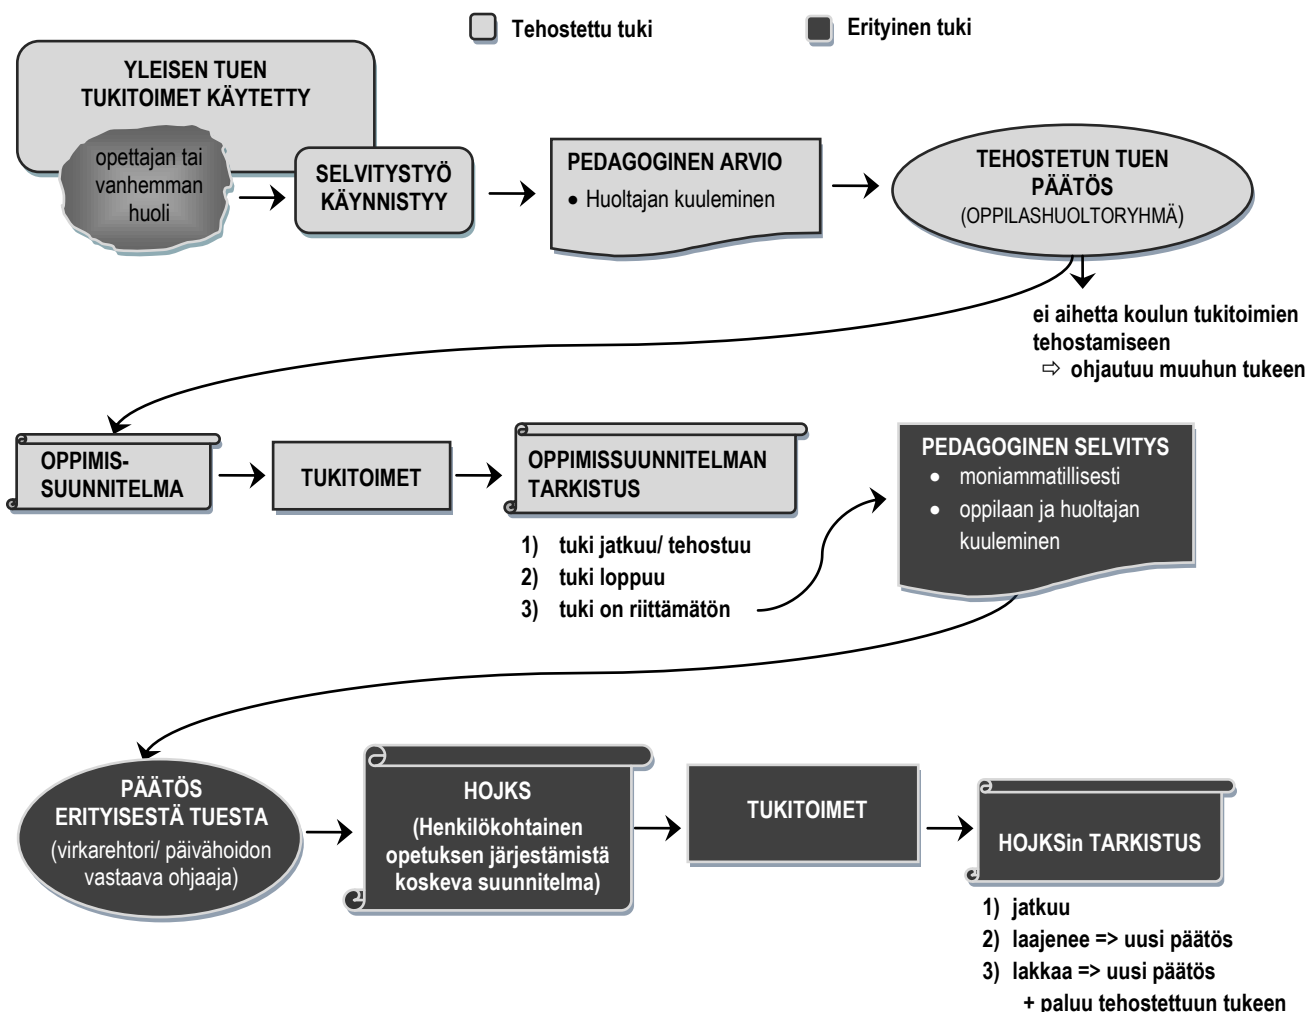 Tehostettu tuki
Erityinen tuki
YLEISEN TUEN
TUKITOIMET KÄYTETTY
opettajan tai
vanhemman
huoli
SELVITYSTYÖ
KÄYNNISTYY
PEDAGOGINEN ARVIO
• Huoltajan kuuleminen
TEHOSTETUN TUEN
PÄÄTÖS
(OPPILASHUOLTORYHMÄ)
ei aihetta koulun tukitoimien
tehostamiseen
⇨ ohjautuu muuhun tukeen
OPPIMIS-
SUUNNITELMA
TUKITOIMET
OPPIMISSUUNNITELMAN
TARKISTUS
1) tuki jatkuu/ tehostuu
2) tuki loppuu
3) tuki on riittämätön
PEDAGOGINEN SELVITYS
• moniammatillisesti
• oppilaan ja huoltajan
kuuleminen
PÄÄTÖS
ERITYISESTÄ TUESTA
(virkarehtori/ päivähoidon
vastaava ohjaaja)
HOJKS
(Henkilökohtainen
opetuksen järjestämistä
koskeva suunnitelma)
TUKITOIMET
HOJKSin TARKISTUS
1) jatkuu
2) laajenee => uusi päätös
3) lakkaa => uusi päätös
+ paluu tehostettuun tukeen